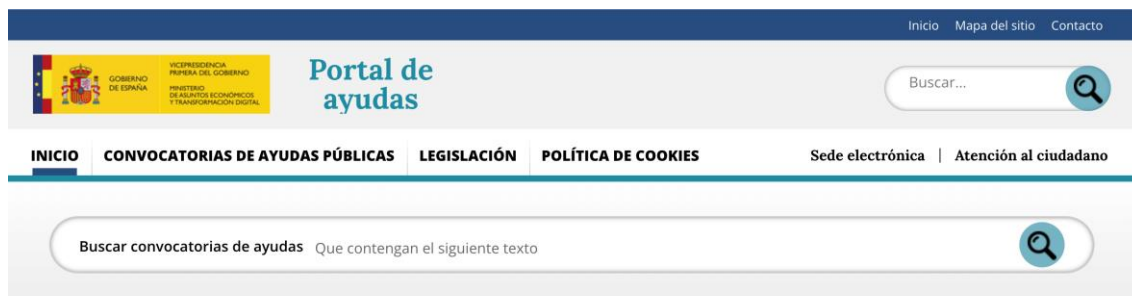 Inicio Mapa del sitio Contacto
GOBIERNO
DE ESPAÑA
VICEPRESIDENCIA
PRIMERA DEL GOBIERNO
MINISTERIO
DE ASUNTOS ECONÓMICOS
Y TRANSFORMACIÓN DIGITAL
Portal de
ayudas
Buscar...
INICIO CONVOCATORIAS DE AYUDAS PÚBLICAS LEGISLACIÓN POLÍTICA DE COOKIES Sede electrónica | Atención al ciudadano
Buscar convocatorias de ayudas Que contengan el siguiente texto